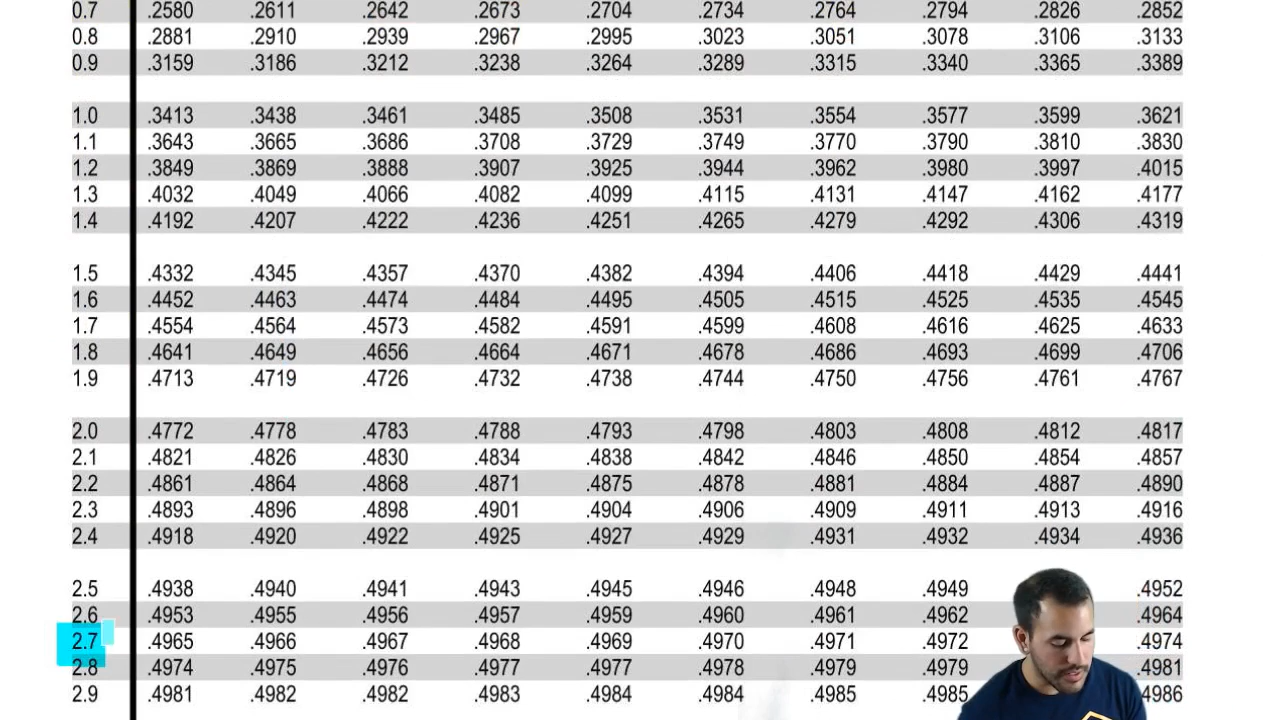 0.7 .2580 .2611 .2642 .2673 .2704 .2734 .2764 .2794 .2826 .2852
0.8 .2881 .2910 .2939 .2967 .2995 .3023 .3051 .3078 .3106 .3133
0.9 .3159 .3186 .3212 .3238 .3264 .3289 .3315 .3340 .3365 .3389
1.0 .3413 .3438 .3461 .3485 .3508 .3531 .3554 .3577 .3599 .3621
1.1 .3643 .3665 .3686 .3708 .3729 .3749 .3770 .3790 .3810 .3830
1.2 .3849 .3869 .3888 .3907 .3925 .3944 .3962 .3980 .3997 .4015
1.3 .4032 .4049 .4066 .4082 .4099 .4115 .4131 .4147 .4162 .4177
1.4 .4192 .4207 .4222 .4236 .4251 .4265 .4279 .4292 .4306 .4319
1.5 .4332 .4345 .4357 .4370 .4382 .4394 .4406 .4418 .4429 .4441
1.6 .4452 .4463 .4474 .4484 .4495 .4505 .4515 .4525 .4535 .4545
1.7 .4554 .4564 .4573 .4582 .4591 .4599 .4608 .4616 .4625 .4633
1.8 .4641 .4649 .4656 .4664 .4671 .4678 .4686 .4693 .4699 .4706
1.9 .4713 .4719 .4726 .4732 .4738 .4744 .4750 .4756 .4761 .4767
2.0 .4772 .4778 .4783 .4788 .4793 .4798 .4803 .4808 .4812 .4817
2.1 .4821 .4826 .4830 .4834 .4838 .4842 .4846 .4850 .4854 .4857
2.2 .4861 .4864 .4868 .4871 .4875 .4878 .4881 .4884 .4887 .4890
2.3 .4893 .4896 .4898 .4901 .4904 .4906 .4909 .4911 .4913 .4916
2.4 .4918 .4920 .4922 .4925 .4927 .4929 .4931 .4932 .4934 .4936
2.5 .4938 .4940 .4941 .4943 .4945 .4946 .4948 .4949 .4952
2.6 .4953 .4955 .4956 .4957 .4959 .4960 .4961 .4962 .4964
2.7 .4965 .4966 .4967 .4968 .4969 .4970 .4971 .4972 .4974
2.8 .4974 .4975 .4976 .4977 .4977 .4978 .4979 .4979 .4981
2.9 .4981 .4982 .4982 .4983 .4984 .4984 .4985 .4985 4986